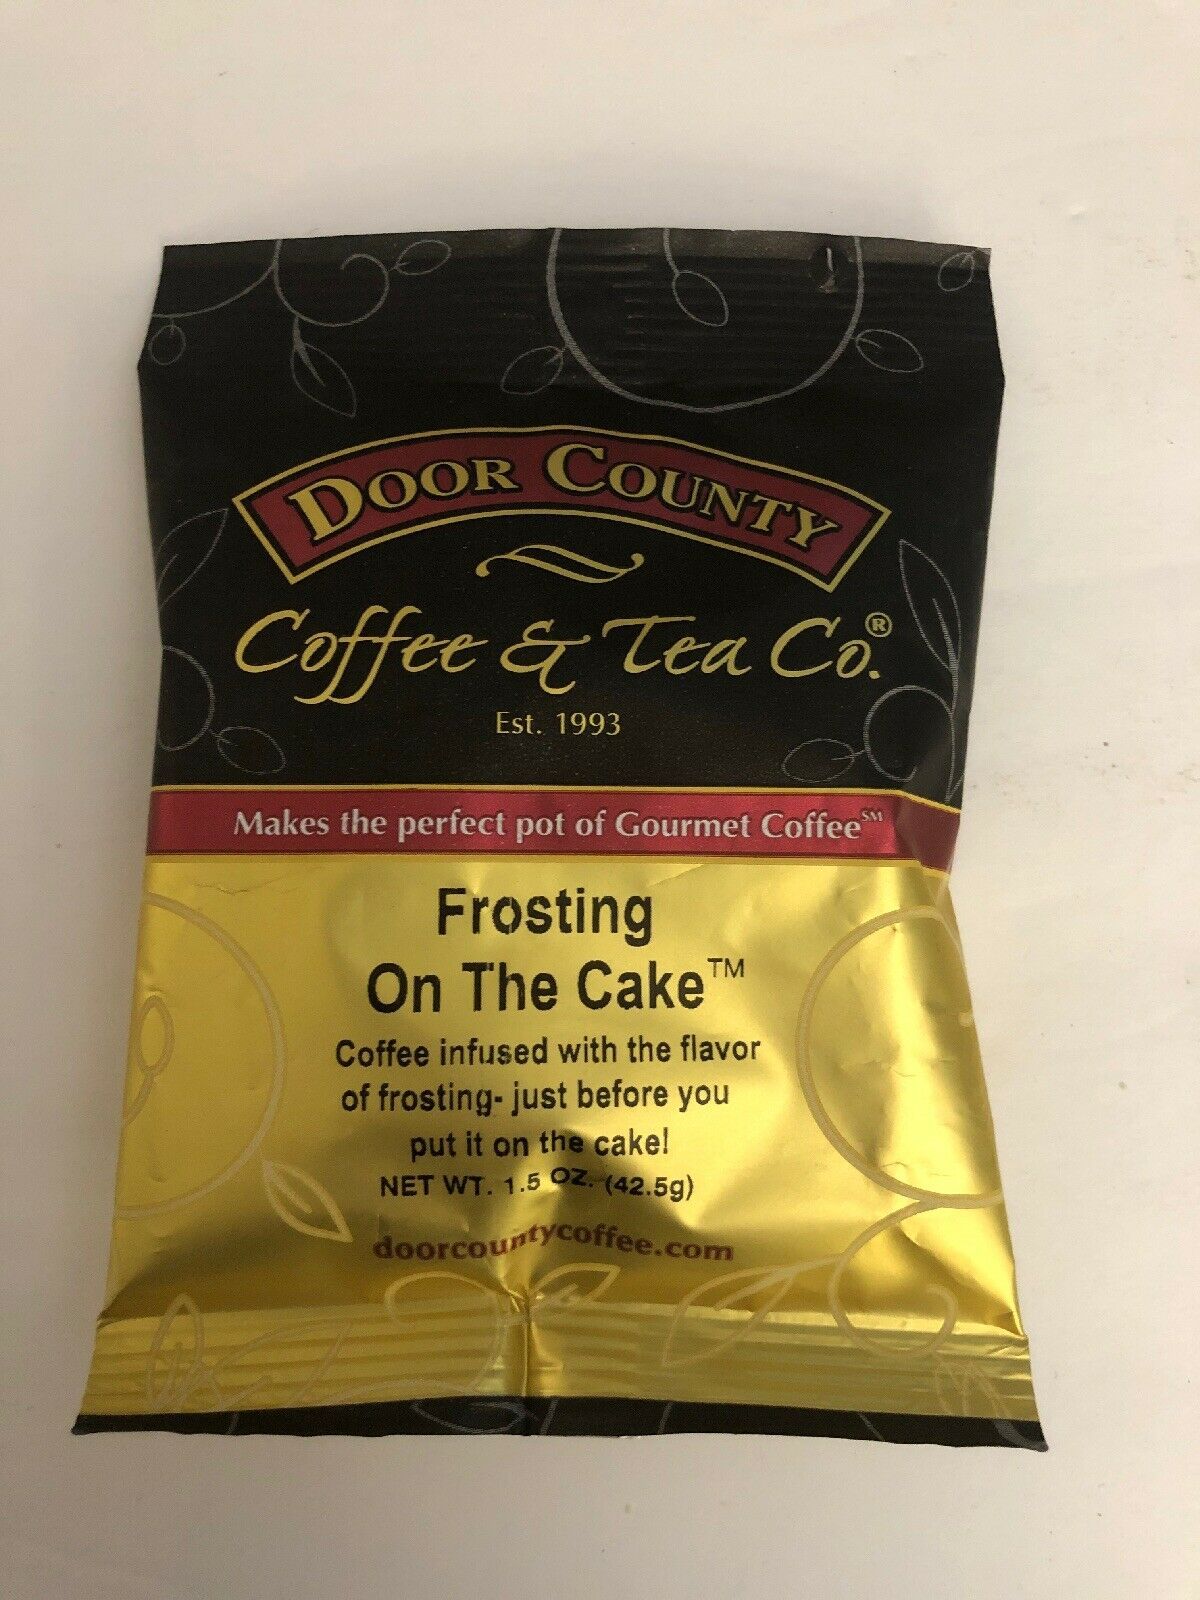 DOOR COUNTY
Coffee & Tea Co.®
Est. 1993
Makes the perfect pot of Gourmet Coffee℠
Frosting
On The Cake™
Coffee infused with the flavor
of frosting- just before you
put it on the cake!
NET WT. 1.5 OZ. (42.5g)
doorcountycoffee.com